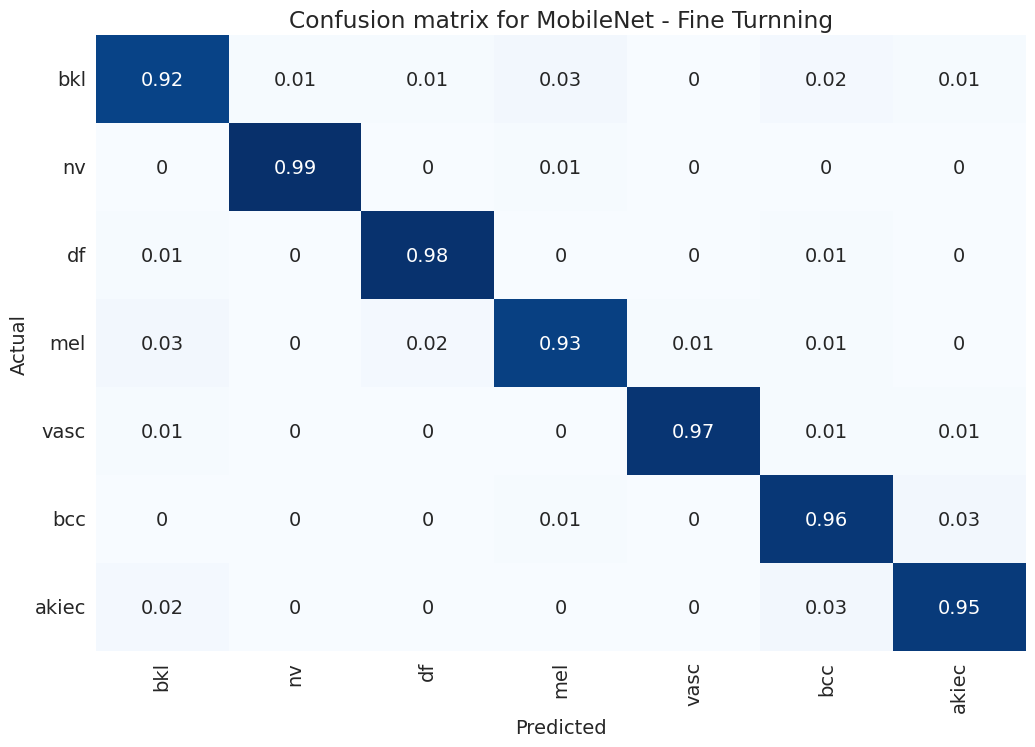 Confusion matrix for MobileNet - Fine Turnning
bkl 0.92 0.01 0.01 0.03 0 0.02 0.01
nv 0 0.99 0 0.01 0 0 0
df 0.01 0 0.98 0 0 0.01 0
mel 0.03 0 0.02 0.93 0.01 0.01 0
vasc 0.01 0 0 0 0.97 0.01 0.01
bcc 0 0 0 0.01 0 0.96 0.03
akiec 0.02 0 0 0 0 0.03 0.95
Actual
bkl nv df mel vasc bcc akiec
Predicted